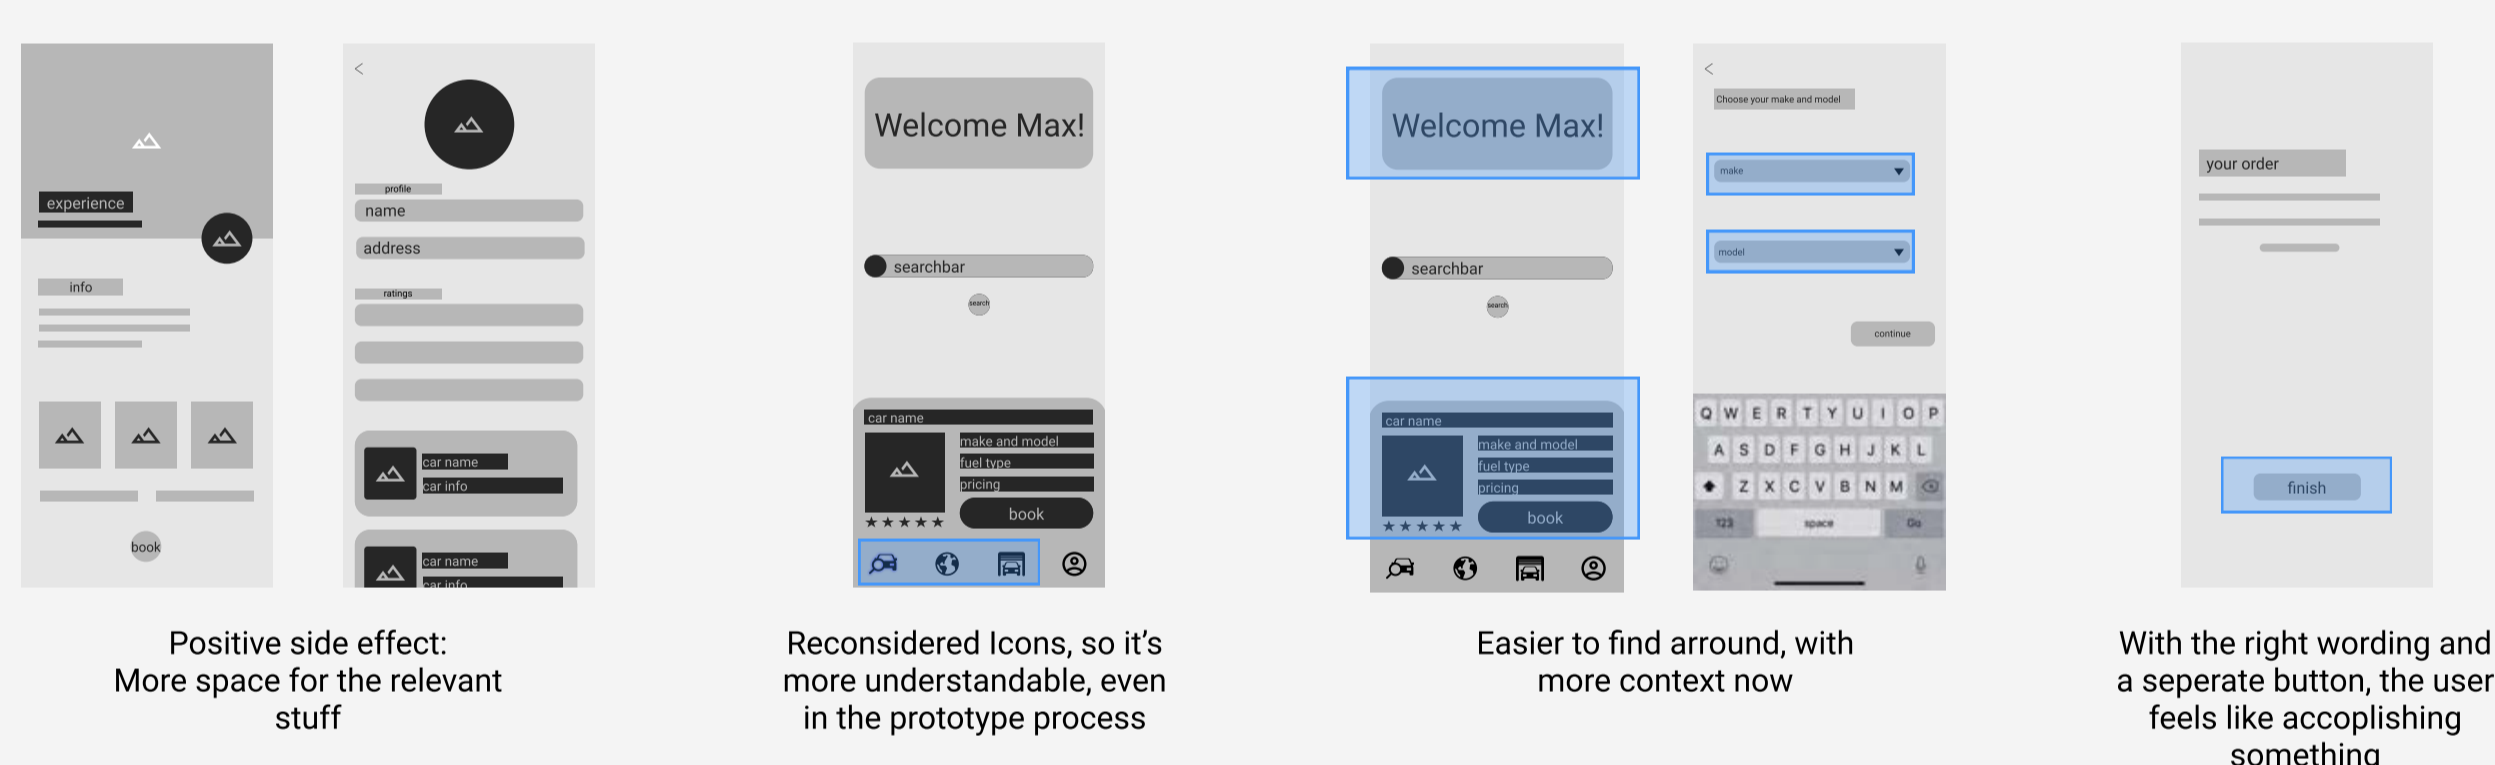 experience
info
book
<
profile
name
address
ratings
car name
car info
car name
car info
Positive side effect:
More space for the relevant
stuff
Welcome Max!
searchbar
search
car name
make and model
fuel type
pricing
★★★★★
book
Reconsidered Icons, so it's
more understandable, even
in the prototype process
Welcome Max!
searchbar
search
car name
make and model
fuel type
pricing
★★★★★
book
<
Choose your make and model
make
model
continue
Q W E R T Y U I O P
A S D F G H J K L
Z X C V B N M
123 space Go
Easier to find arround, with
more context now
your order
finish
With the right wording and
a seperate button, the user
feels like accoplishing
something